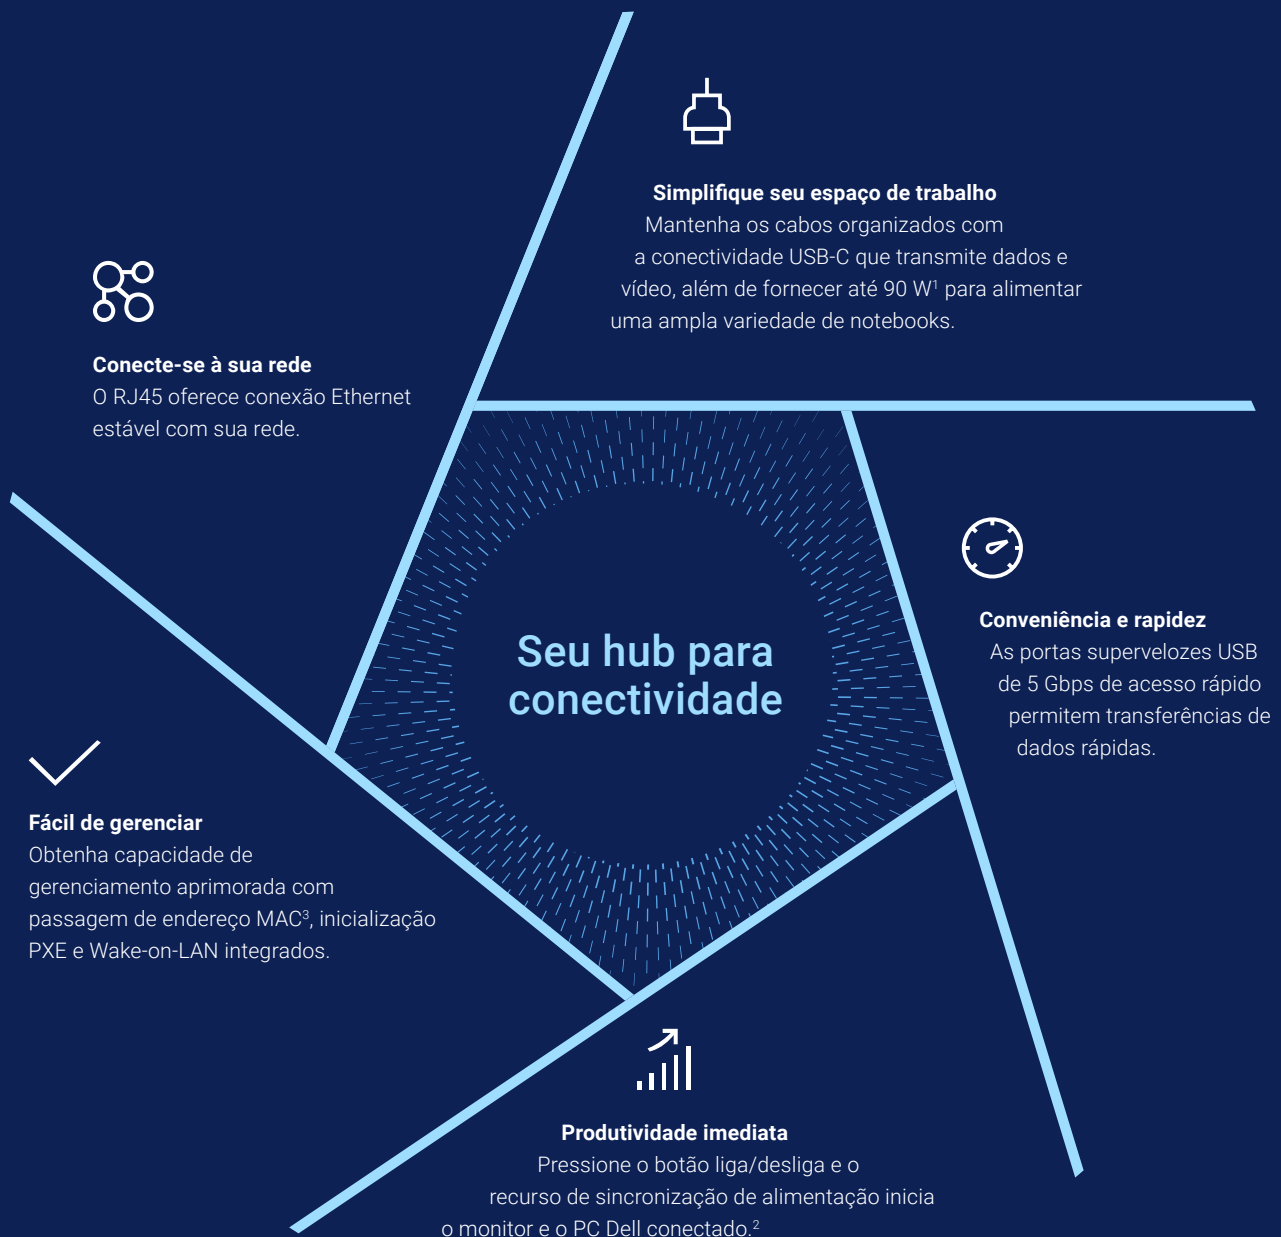 Simplifique seu espaço de trabalho
Mantenha os cabos organizados com
a conectividade USB-C que transmite dados e
vídeo, além de fornecer até 90 W¹ para alimentar
uma ampla variedade de notebooks.
Conecte-se à sua rede
O RJ45 oferece conexão Ethernet
estável com sua rede.
Seu hub para
conectividade
Conveniência e rapidez
As portas supervelozes USB
de 5 Gbps de acesso rápido
permitem transferências de
dados rápidas.
Fácil de gerenciar
Obtenha capacidade de
gerenciamento aprimorada com
passagem de endereço MAC³, inicialização
PXE e Wake-on-LAN integrados.
Produtividade imediata
Pressione o botão liga/desliga e o
recurso de sincronização de alimentação inicia
o monitor e o PC Dell conectado.²